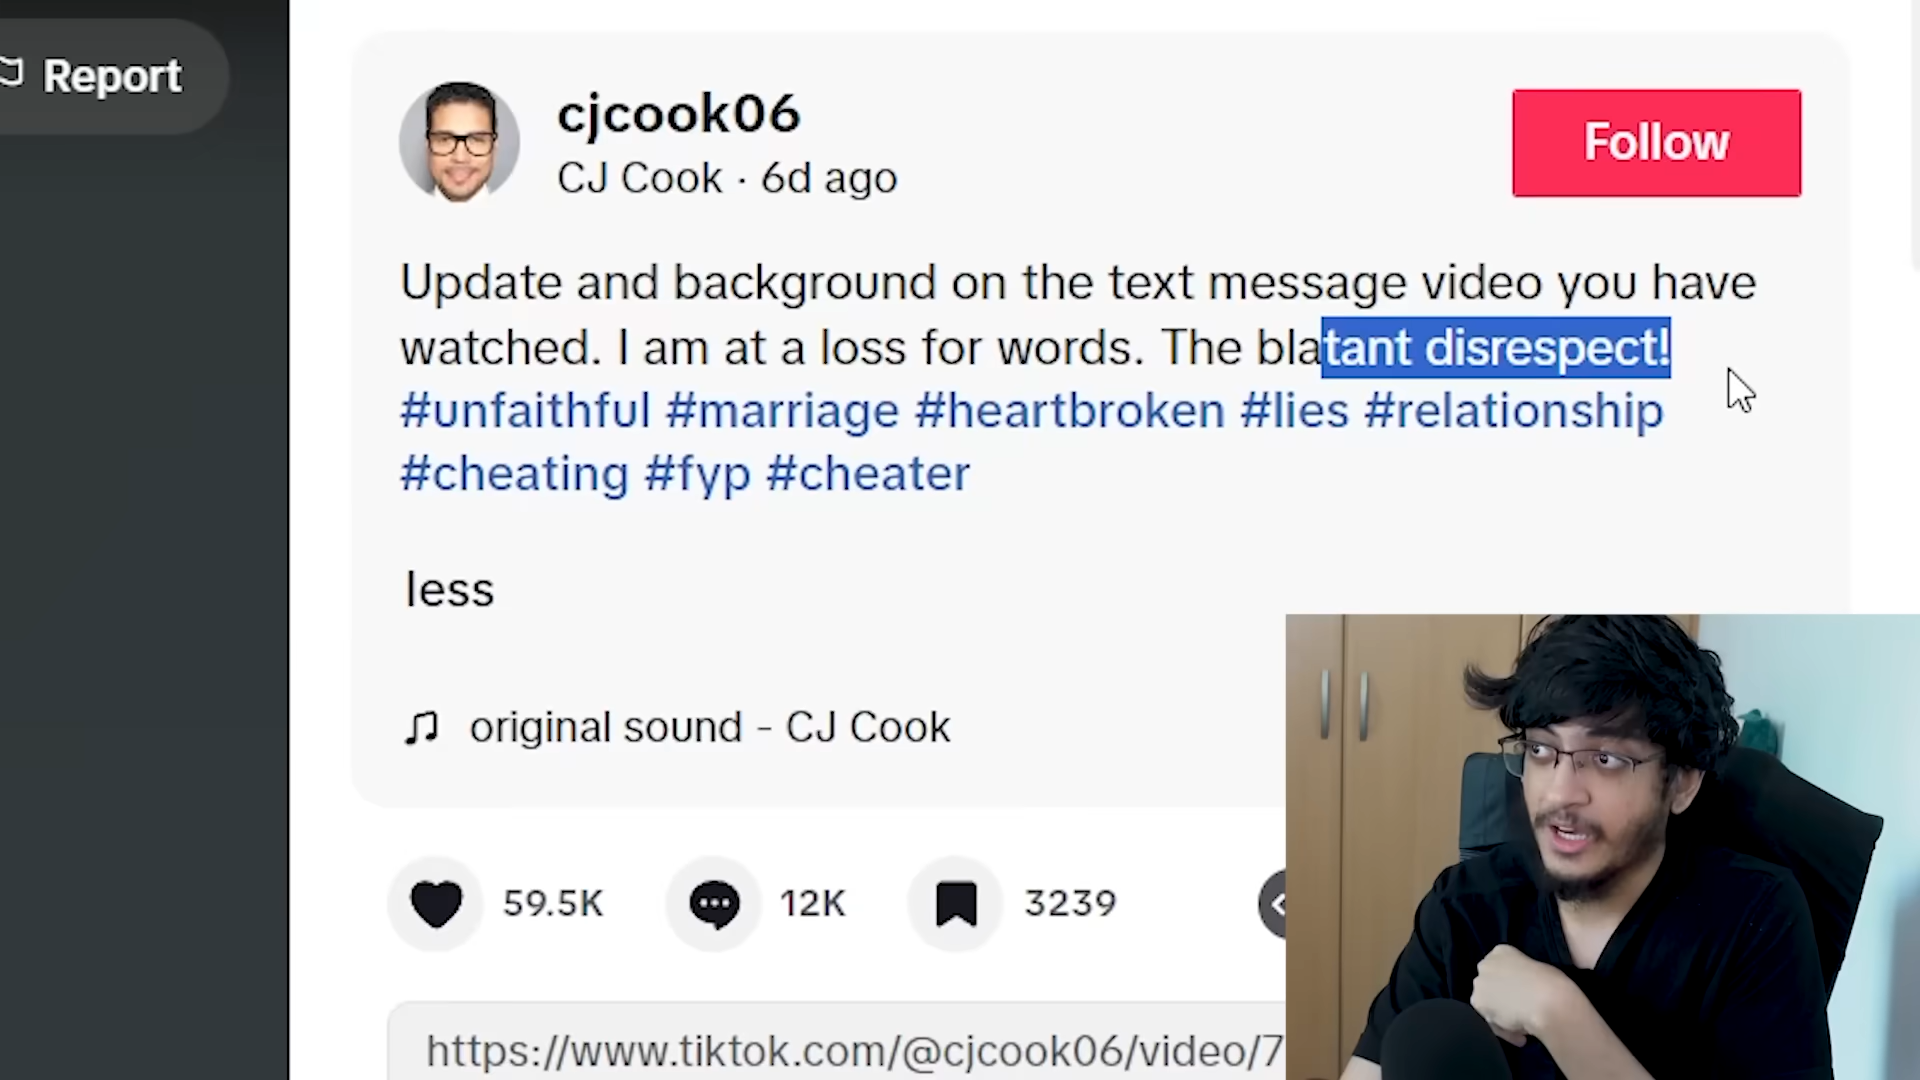 Report
cjcook06
CJ Cook · 6d ago
Follow
Update and background on the text message video you have
watched. I am at a loss for words. The blatant disrespect!
#unfaithful #marriage #heartbroken #lies #relationship
#cheating #fyp #cheater
less
original sound - CJ Cook
59.5K
12K
3239
https://www.tiktok.com/@cjcook06/video/7